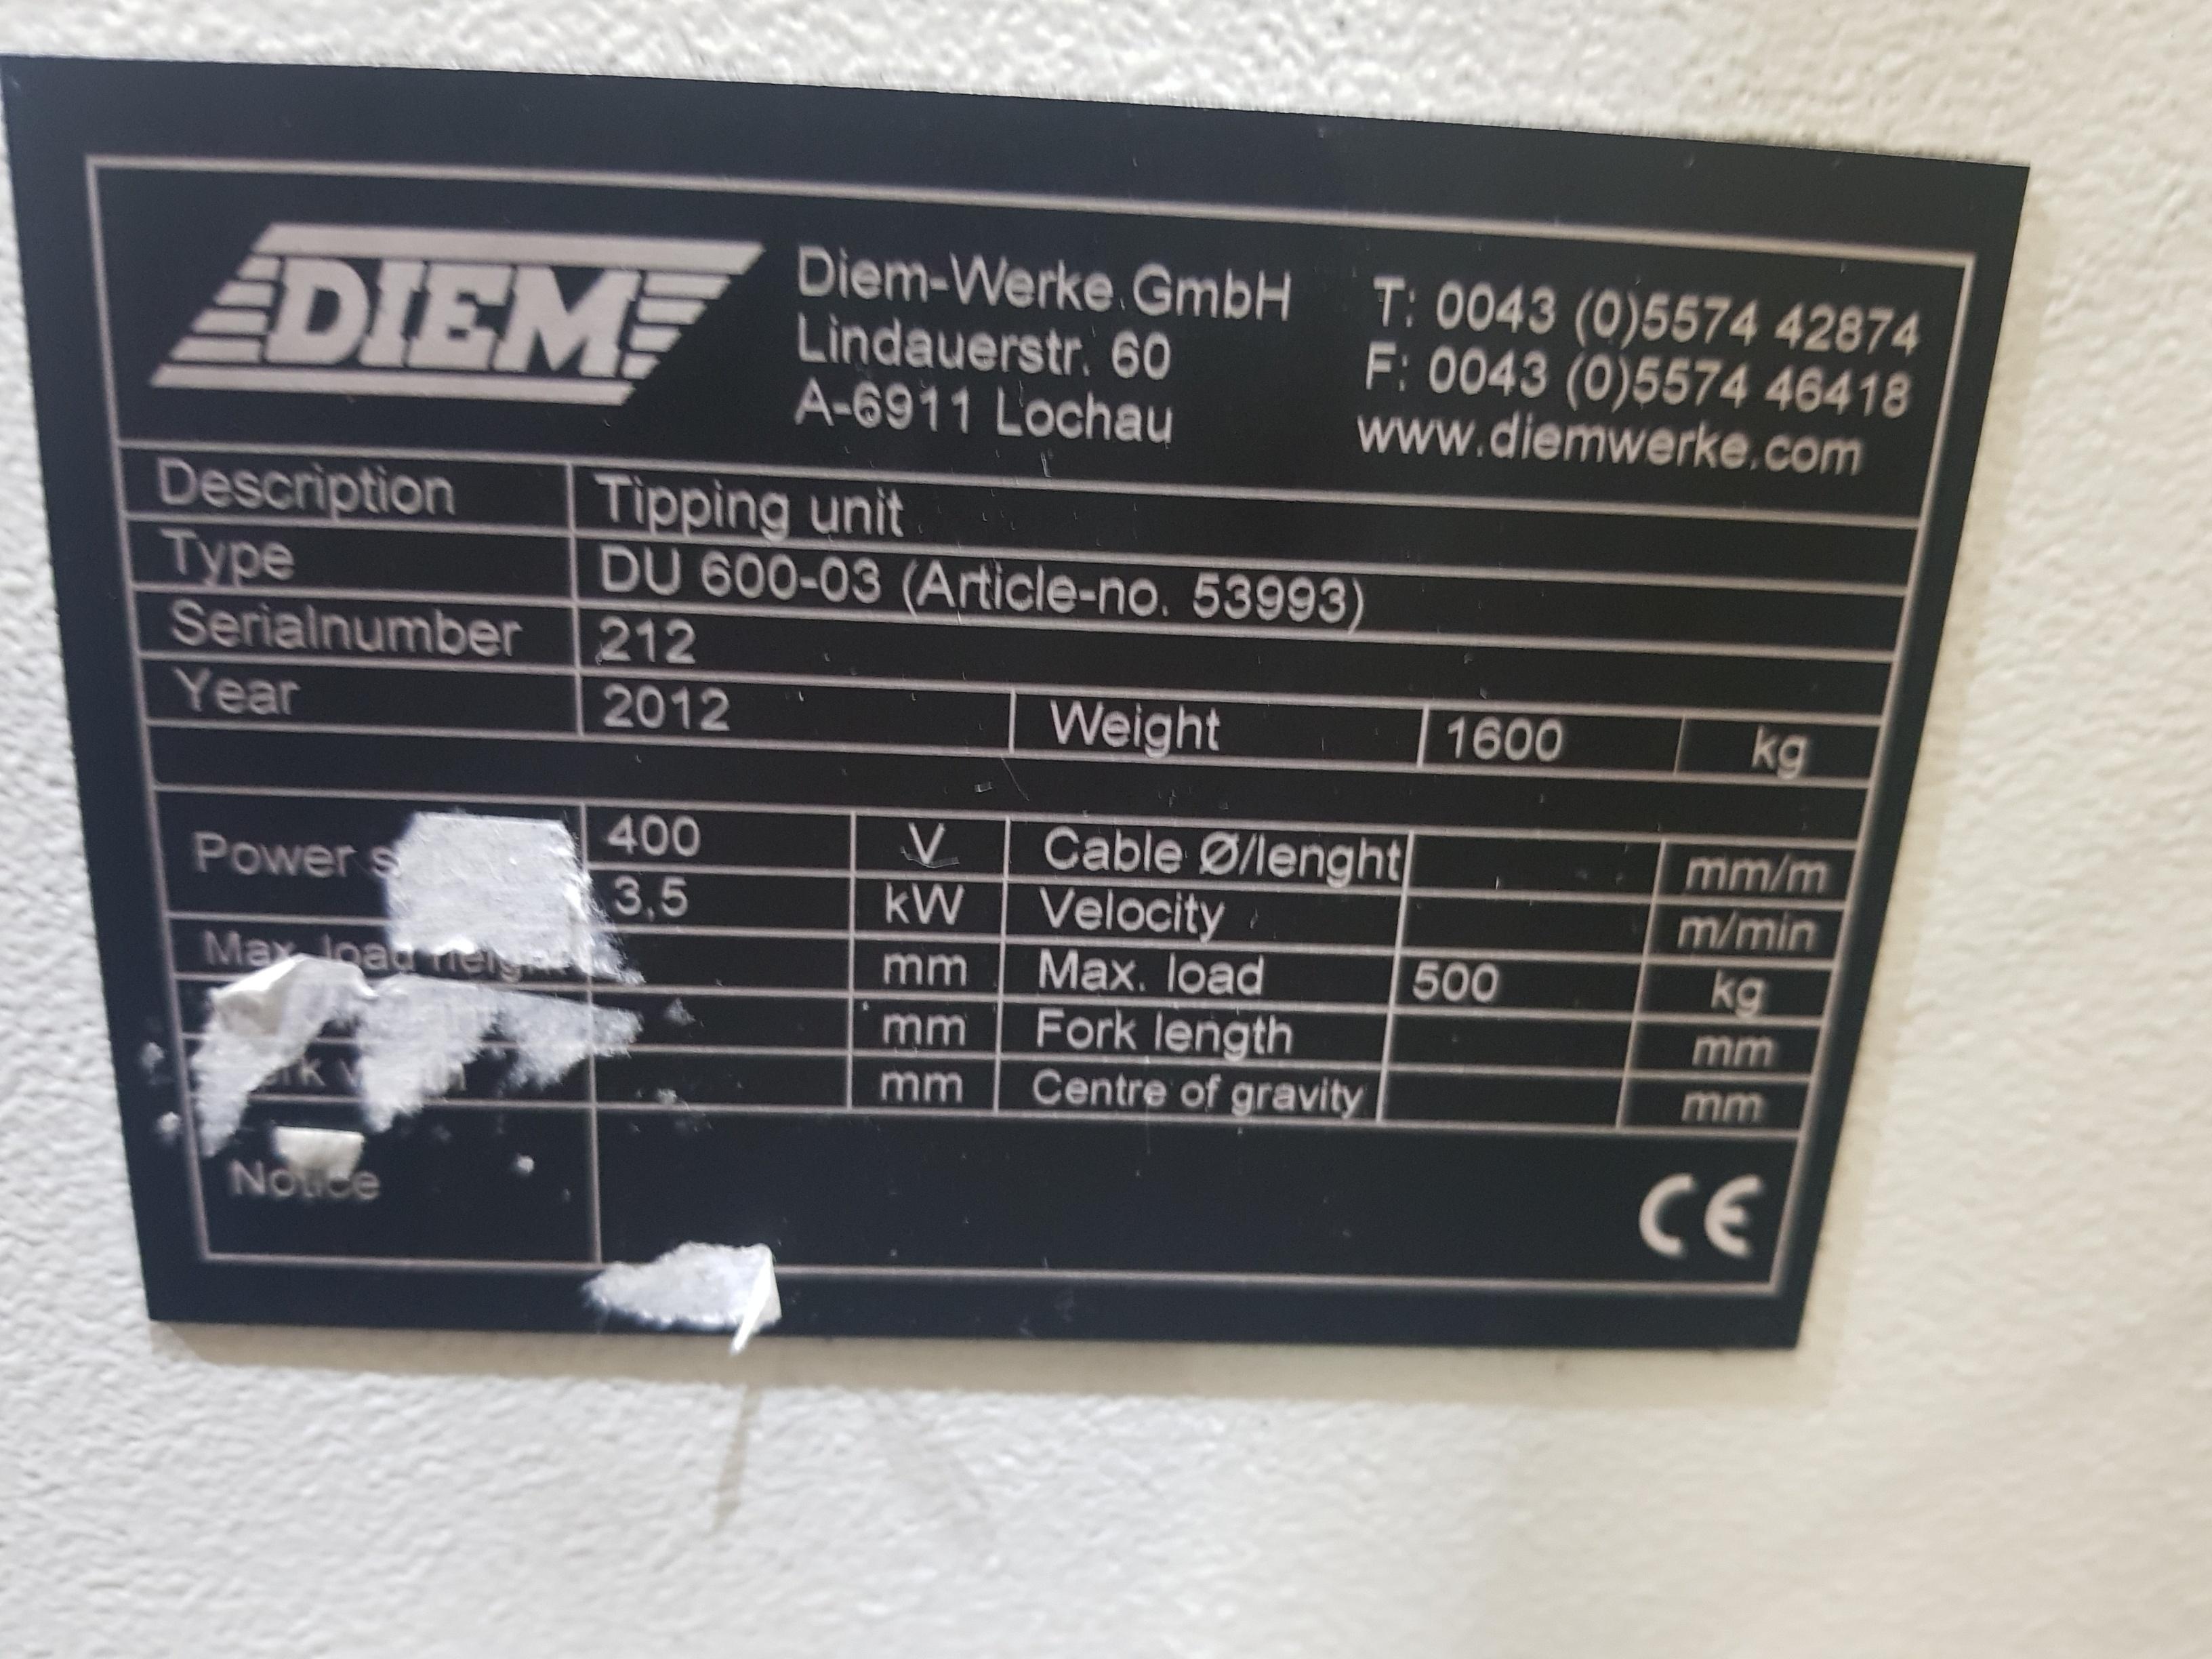 DIEM
Diem-Werke GmbH
Lindauerstr. 60
A-6911 Lochau
T: 0043 (0)5574 42874
F: 0043 (0)5574 46418
www.diemwerke.com
Description Tipping unit
Type DU 600-03 (Article-no. 53993)
Serialnumber 212
Year 2012 Weight 1600 kg
Power 400 V Cable Ø/lenght mm/m
3,5 kW Velocity m/min
Max. load height mm Max. load 500 kg
mm Fork length mm
mm Centre of gravity mm
Notice
CE